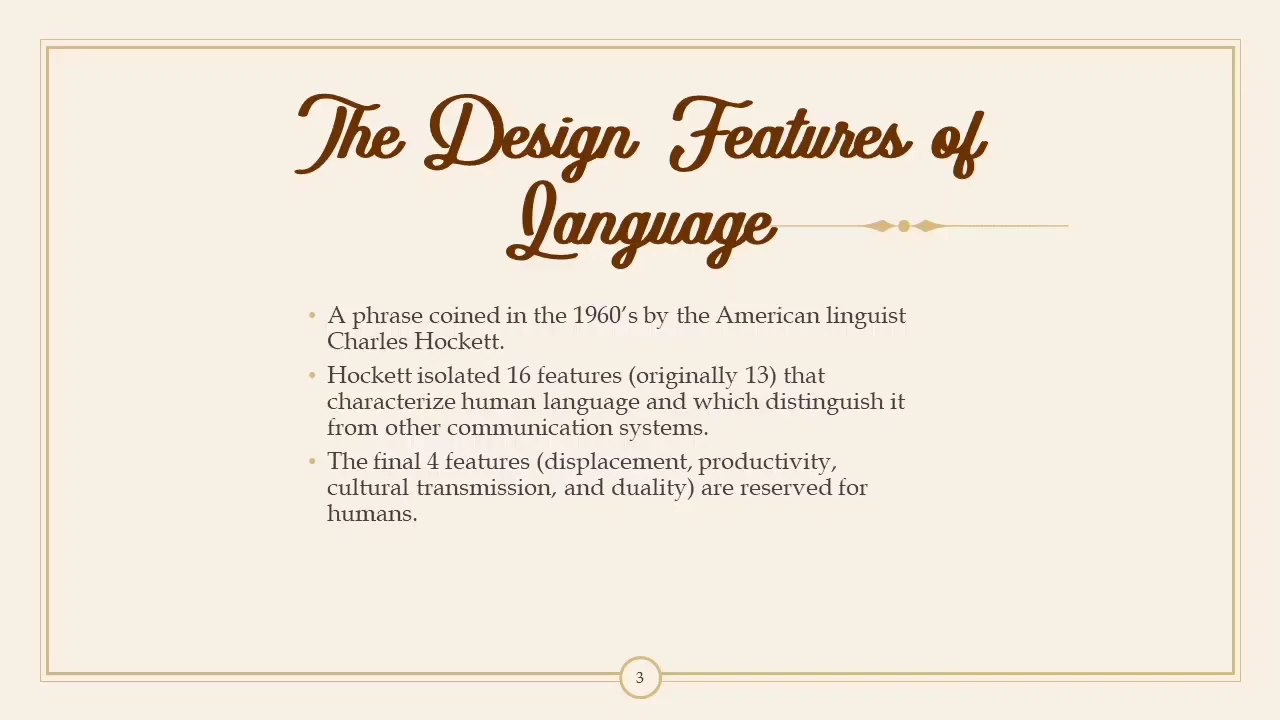 The Design Features of
Language
• A phrase coined in the 1960’s by the American linguist
Charles Hockett.
• Hockett isolated 16 features (originally 13) that
characterize human language and which distinguish it
from other communication systems.
• The final 4 features (displacement, productivity,
cultural transmission, and duality) are reserved for
humans.
3